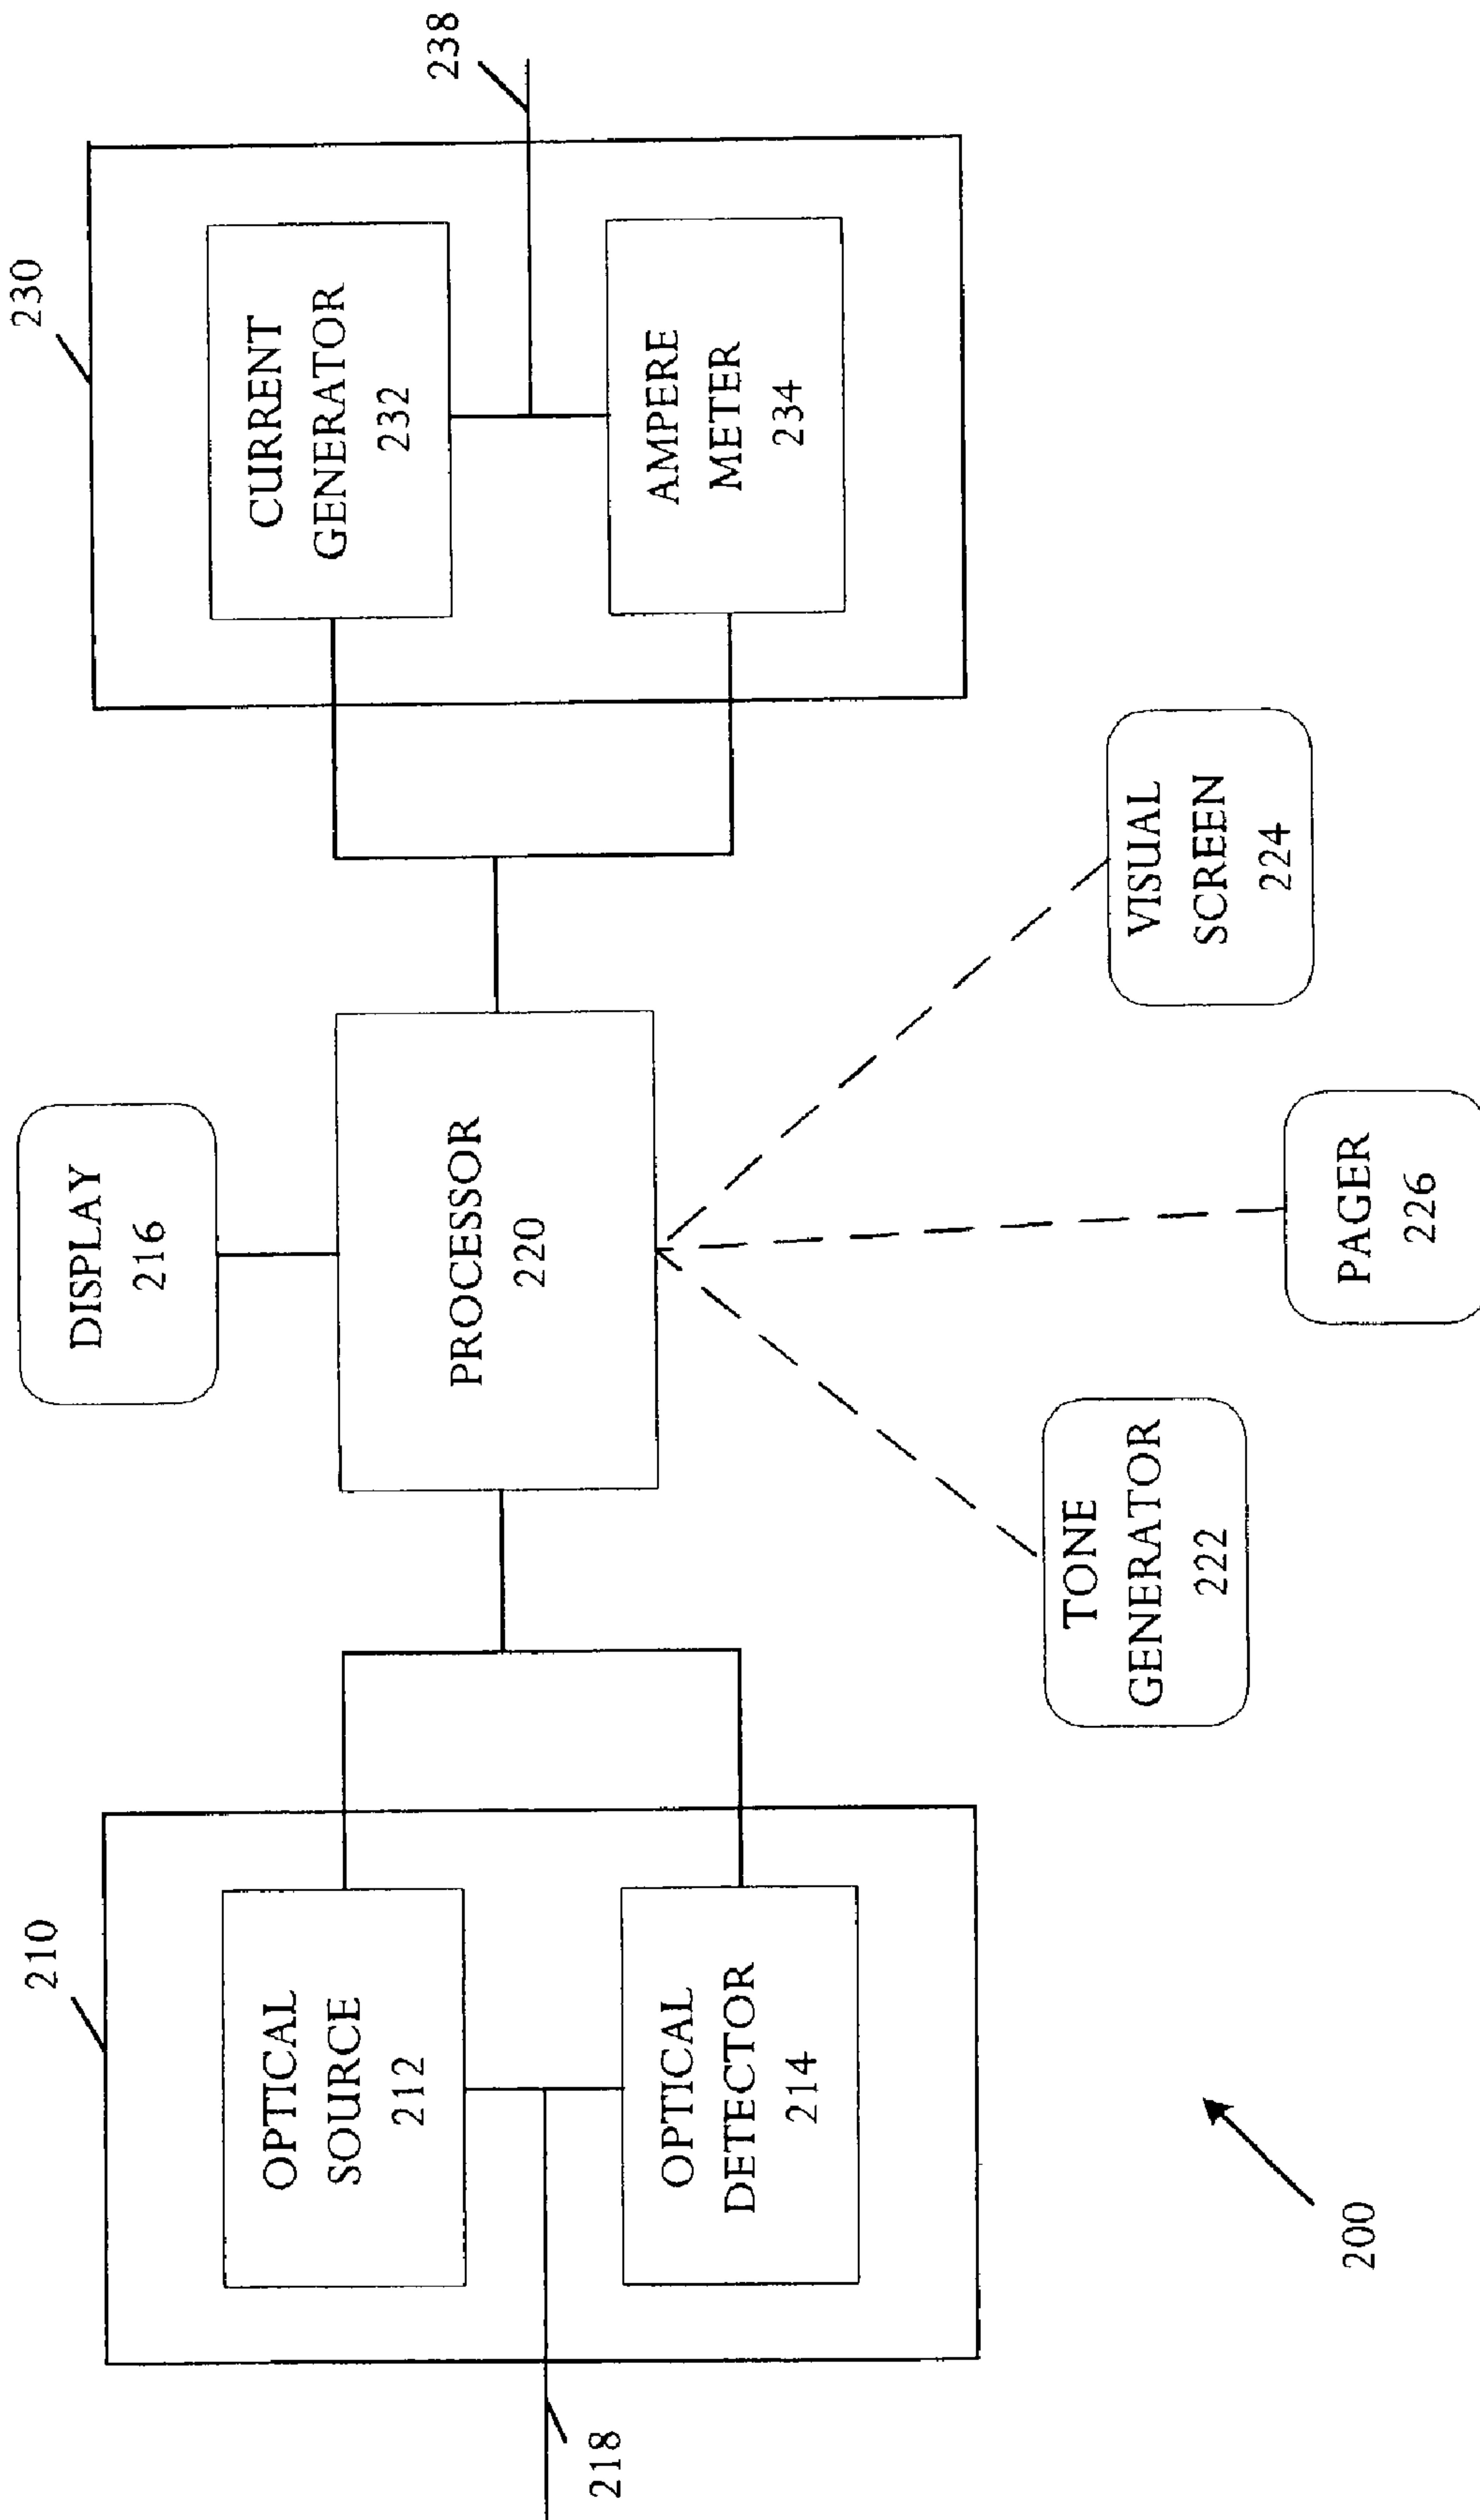 210
OPTICAL
SOURCE
212
OPTICAL
DETECTOR
214
218
DISPLAY
216
PROCESSOR
220
230
CURRENT
GENERATOR
232
AMPERE
METER
234
238
TONE
GENERATOR
222
PAGER
226
VISUAL
SCREEN
224
200